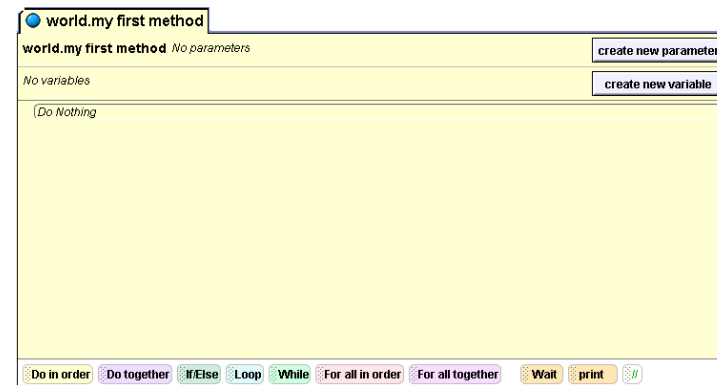 world.my first method
world.my first method No parameters create new parameter
No variables create new variable
Do Nothing
Do in order Do together If/Else Loop While For all in order For all together Wait print //